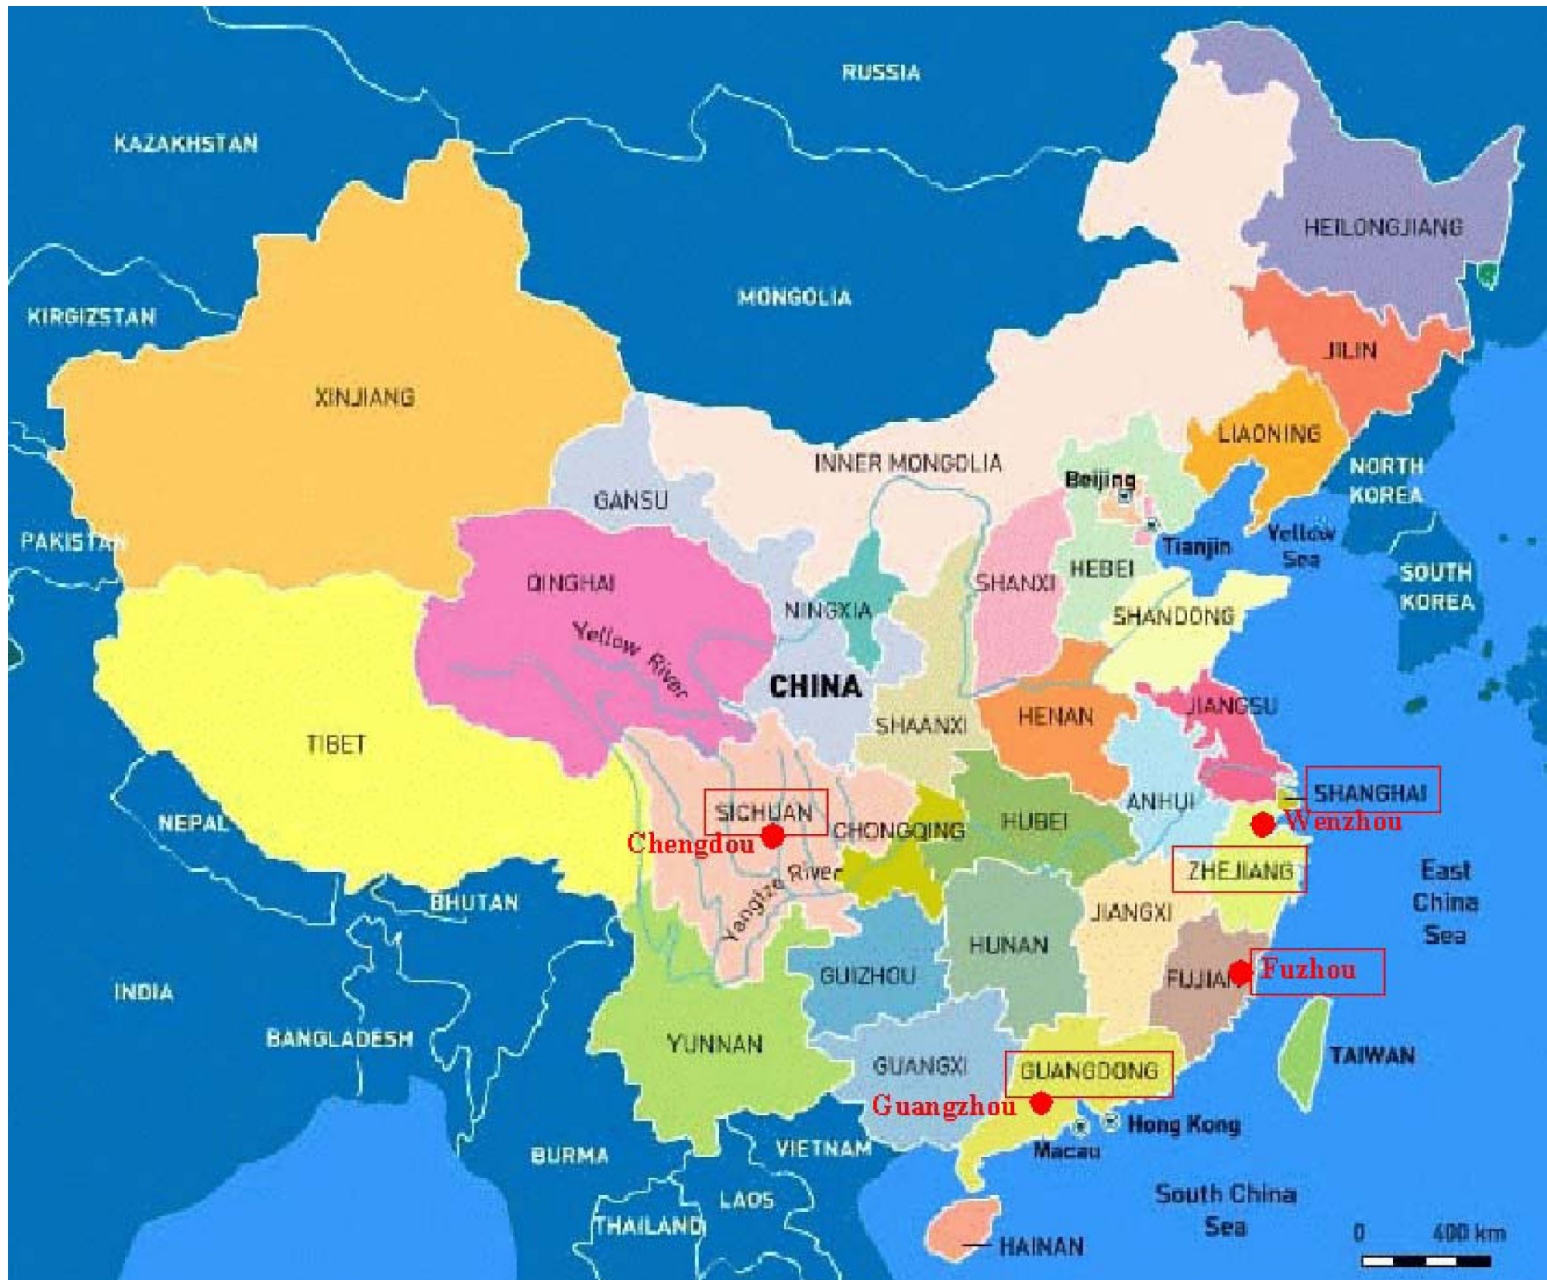 RUSSIA
KAZAKHSTAN
HEILONGJIANG
MONGOLIA
KIRGIZSTAN
JILIN
XINJIANG
LIAONING
INNER MONGOLIA
NORTH
KOREA
Beijing
GANSU
PAKISTAN
Yellow
Sea
Tianjin
HEBEI
SHANXI
QINGHAI
SOUTH
KOREA
NINGXIA
SHANDONG
Yellow River
CHINA
JIANGSU
HENAN
SHAANXI
TIBET
SHANGHAI
ANHUI
SICHUAN
NEPAL
HUBEI
Wenzhou
CHONGQING
Chengdou
ZHEJIANG
Yangize River
East
China
Sea
BHUTAN
JIANGXI
HUNAN
GUIZHOU
FUJIAN
Fuzhou
INDIA
BANGLADESH
YUNNAN
GUANGXI
GUANGDONG
TAIWAN
Guangzhou
Hong Kong
Macau
VIETNAM
BURMA
LAOS
THAILAND
South China
Sea
HAINAN
0 400 km